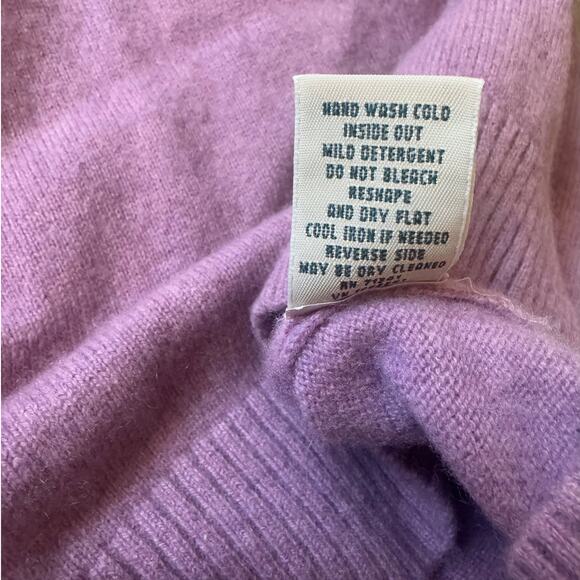 HAND WASH COLD
INSIDE OUT
MILD DETERGENT
DO NOT BLEACH
RESHAPE
AND DRY FLAT
COOL IRON IF NEEDED
REVERSE SIDE
MAY BE DRY CLEANED
RN